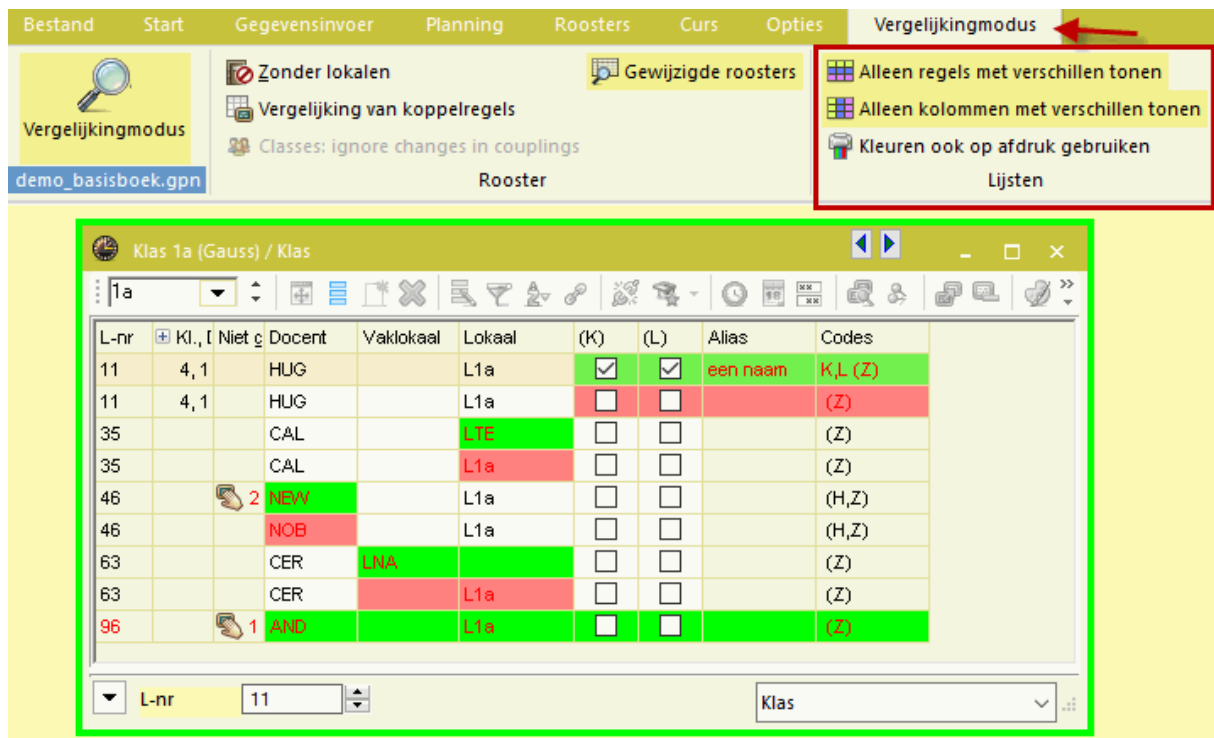 Bestand Start Gegevensinvoer Planning Roosters Curs Opties Vergelijkingmodus
Vergelijkingmodus
demo_basisboek.gpn
Zonder lokalen
Vergelijking van koppelregels
Classes: ignore changes in couplings
Gewijzigde roosters
Rooster
Alleen regels met verschillen tonen
Alleen kolommen met verschillen tonen
Kleuren ook op afdruk gebruiken
Lijsten
Klas 1a (Gauss) / Klas
1a
L-nr Kl., Niet g Docent Vaklokaal Lokaal (K) (L) Alias Codes
11 4, 1 HUG L1a een naam K,L (Z)
11 4, 1 HUG L1a (Z)
35 CAL LTE (Z)
35 CAL L1a (Z)
46 2 NEW L1a (H,Z)
46 NOB L1a (H,Z)
63 CER LNA (Z)
63 CER L1a (Z)
96 1 AND L1a (Z)
L-nr 11 Klas